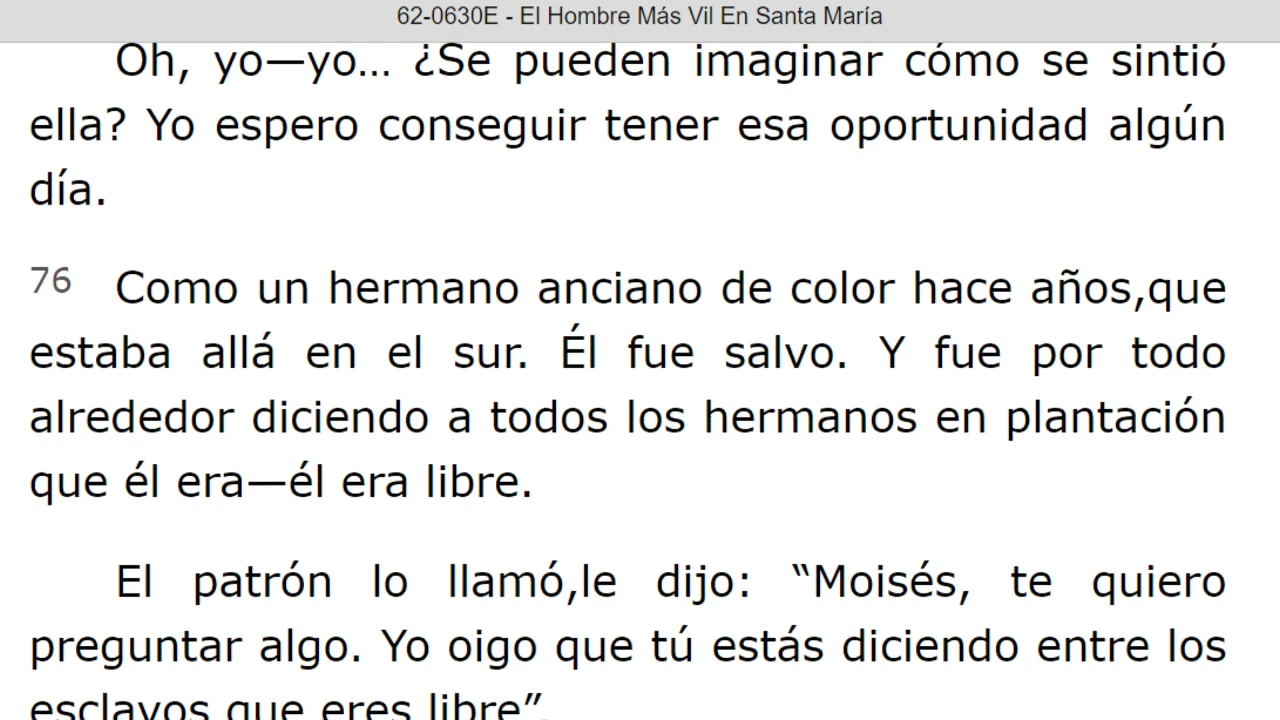 62-0630E - El Hombre Más Vil En Santa María
Oh, yo—yo... ¿Se pueden imaginar cómo se sintió
ella? Yo espero conseguir tener esa oportunidad algún
día.
76 Como un hermano anciano de color hace años,que
estaba allá en el sur. Él fue salvo. Y fue por todo
alrededor diciendo a todos los hermanos en plantación
que él era—él era libre.
El patrón lo llamó,le dijo: “Moisés, te quiero
preguntar algo. Yo oigo que tú estás diciendo entre los
esclavos que eres libre”.